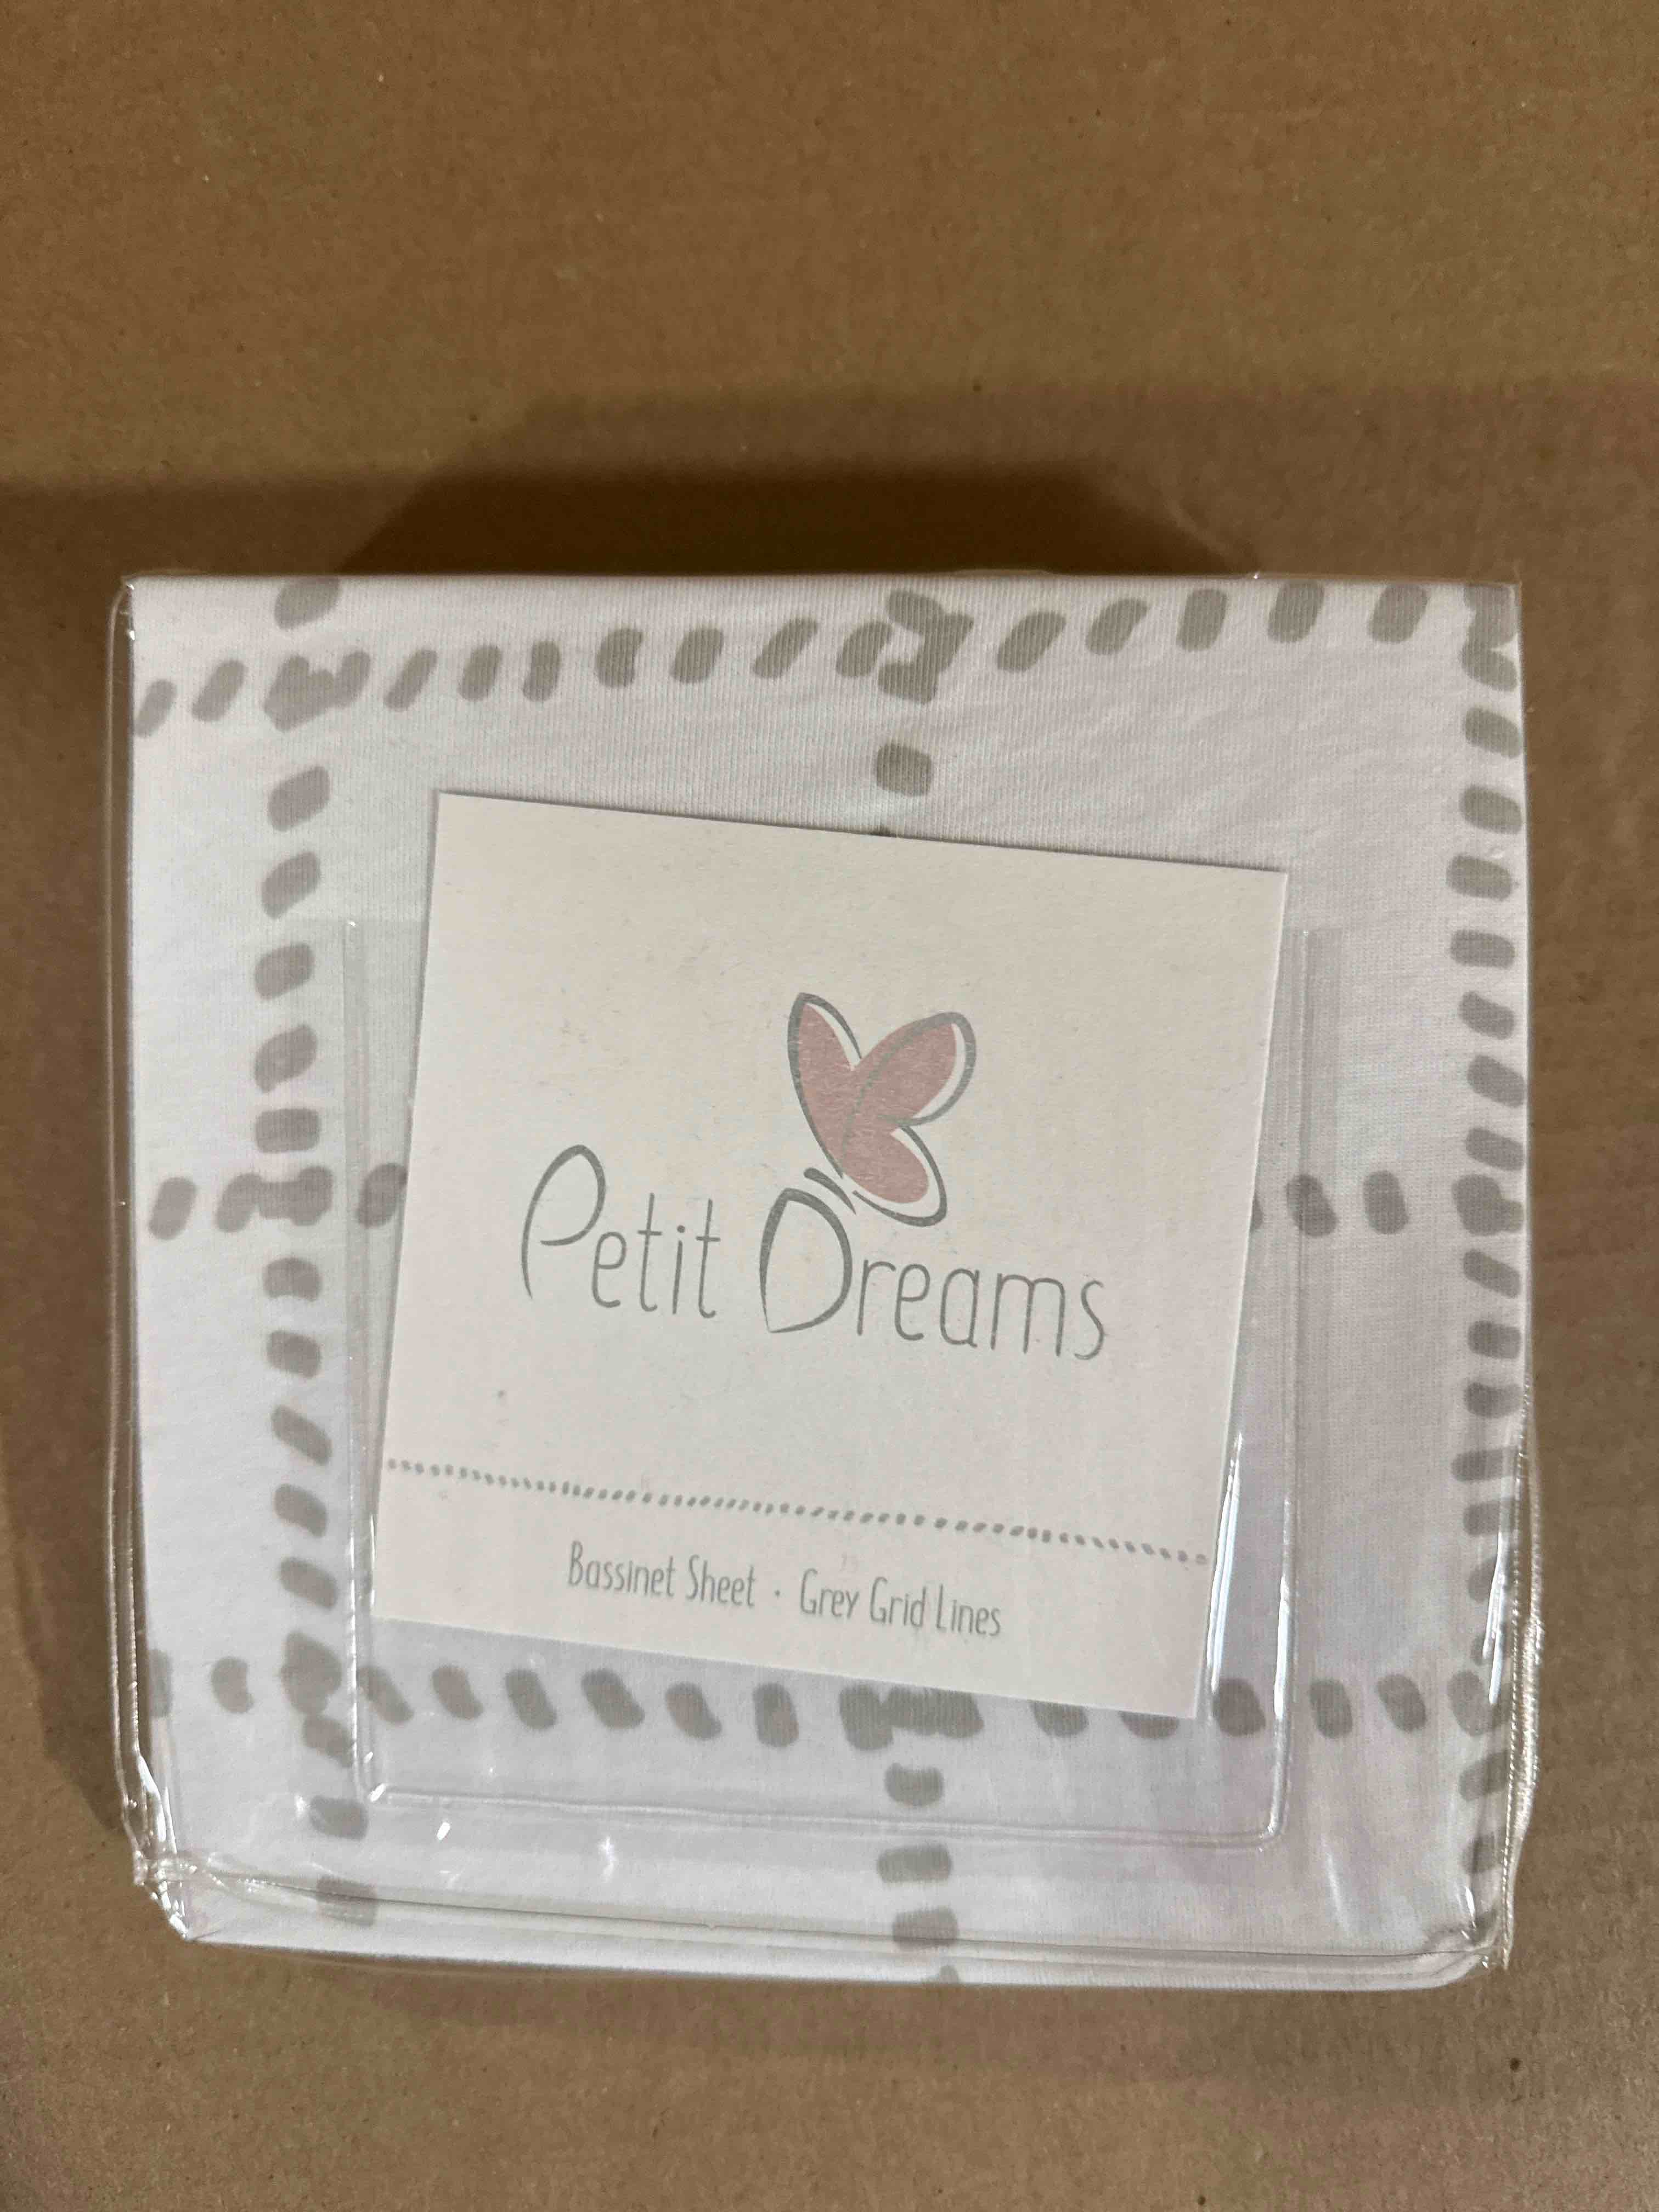 Petit Dreams
Bassinet Sheet · Grey Grid Lines